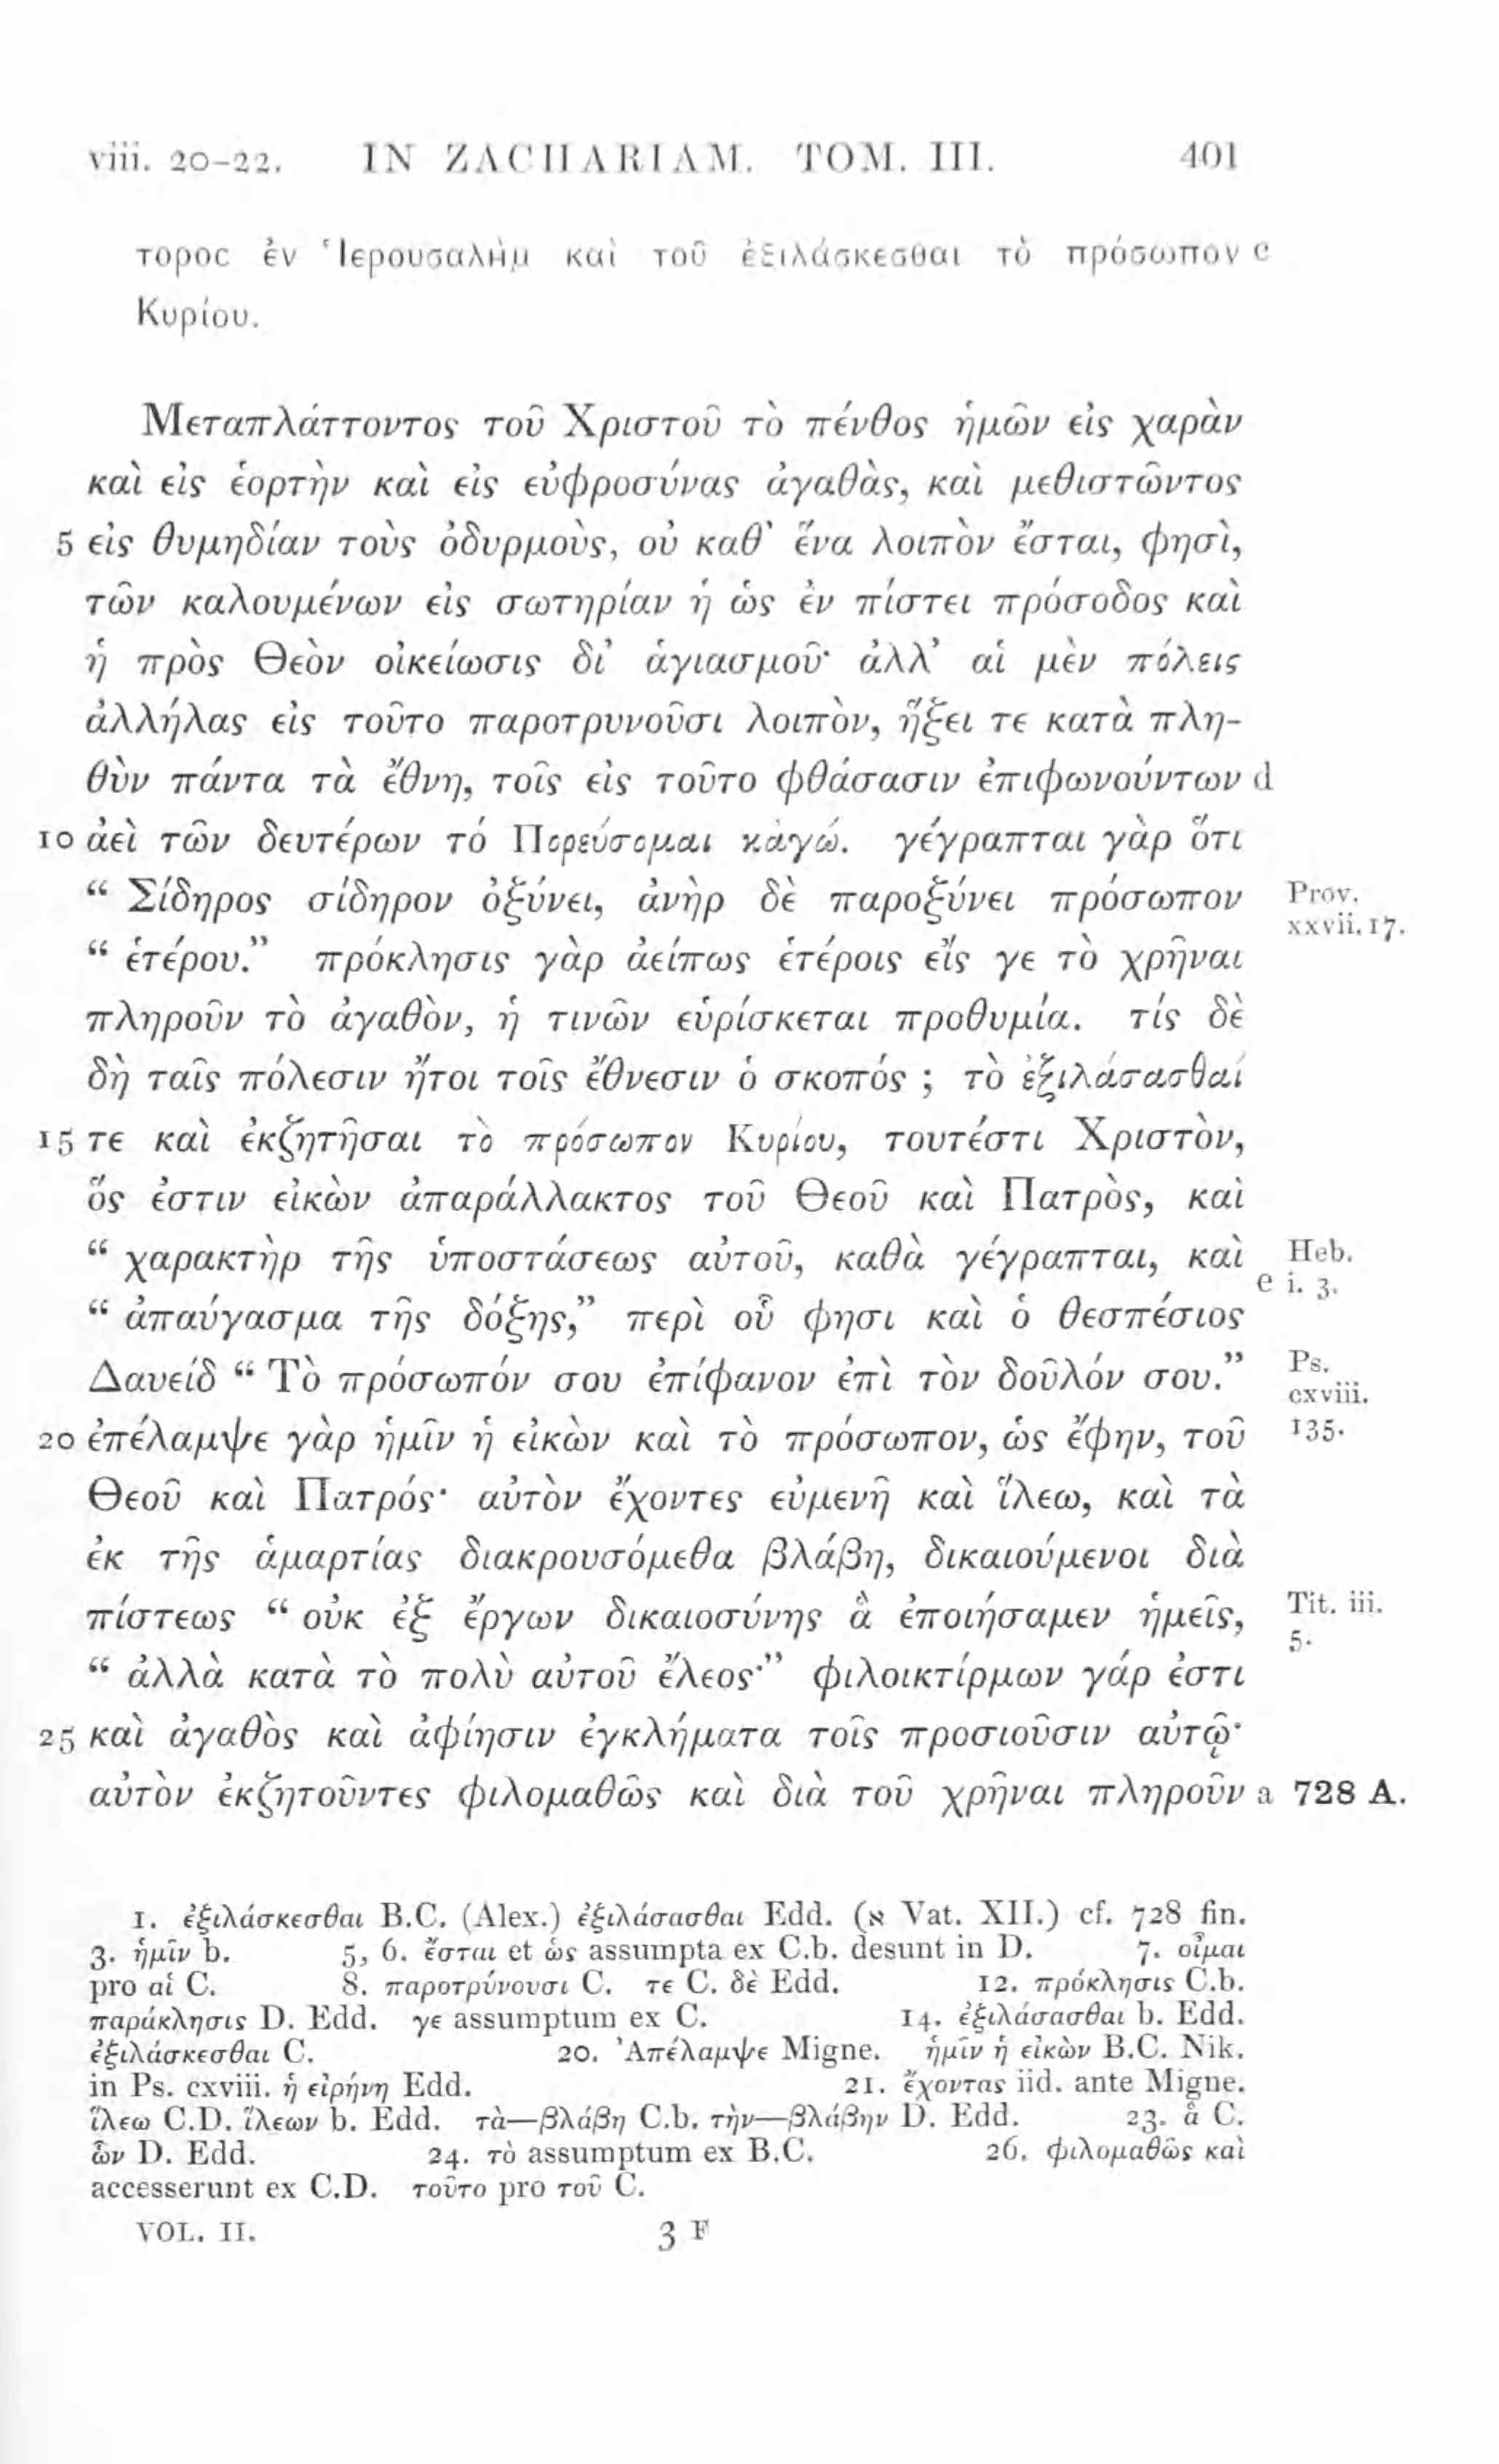 viii. 20-22. IN ZACHARIAM. TOM. III. 401
τορος ἐν Ἱερουσαλὴμ καὶ τοῦ ἐξιλάσκεσθαι τὸ πρόσωπον c
Κυρίου.
Μεταπλάττοντος τοῦ Χριστοῦ τὸ πένθος ἡμῶν εἰς χαρὰν
καὶ εἰς ἑορτὴν καὶ εἰς εὐφροσύνας ἀγαθὰς, καὶ μεθιστῶντος
5 εἰς θυμηδίαν τοὺς ὀδυρμοὺς, οὐ καθ᾽ ἕνα λοιπὸν ἔσται, φησὶ,
τῶν καλουμένων εἰς σωτηρίαν ἡ ὡς ἐν πίστει πρόσοδος καὶ
ἡ πρὸς Θεὸν οἰκείωσις δι᾽ ἁγιασμοῦ· ἀλλ᾽ αἱ μὲν πόλεις
ἀλλήλας εἰς τοῦτο παροτρυνοῦσι λοιπὸν, ἥξει τε κατὰ πλη-
θὺν πάντα τὰ ἔθνη, τοῖς εἰς τοῦτο φθάσασιν ἐπιφωνούντων d
10 ἀεὶ τῶν δευτέρων τό Πορεύσομαι κἀγώ. γέγραπται γὰρ ὅτι
“ Σίδηρος σίδηρον ὀξύνει, ἀνὴρ δὲ παροξύνει πρόσωπον Prov. xxvii. 17.
“ ἑτέρου.” πρόκλησις γὰρ ἀείπως ἑτέροις εἴς γε τὸ χρῆναι
πληροῦν τὸ ἀγαθὸν, ἡ τινῶν εὑρίσκεται προθυμία. τίς δὲ
δὴ ταῖς πόλεσιν ἤτοι τοῖς ἔθνεσιν ὁ σκοπός ; τὸ ἐξιλάσασθαί
15 τε καὶ ἐκζητῆσαι τὸ πρόσωπον Κυρίου, τουτέστι Χριστὸν,
ὅς ἐστιν εἰκὼν ἀπαράλλακτος τοῦ Θεοῦ καὶ Πατρὸς, καὶ
“ χαρακτὴρ τῆς ὑποστάσεως αὐτοῦ, καθὰ γέγραπται, καὶ Heb. e i. 3.
“ ἀπαύγασμα τῆς δόξης,” περὶ οὗ φησι καὶ ὁ θεσπέσιος
Δαυείδ “ Τὸ πρόσωπόν σου ἐπίφανον ἐπὶ τὸν δοῦλόν σου.” Ps. cxviii.
20 ἐπέλαμψε γὰρ ἡμῖν ἡ εἰκὼν καὶ τὸ πρόσωπον, ὡς ἔφην, τοῦ 135.
Θεοῦ καὶ Πατρός· αὐτὸν ἔχοντες εὐμενῆ καὶ ἵλεω, καὶ τὰ
ἐκ τῆς ἁμαρτίας διακρουσόμεθα βλάβη, δικαιούμενοι διὰ
πίστεως “ οὐκ ἐξ ἔργων δικαιοσύνης ἃ ἐποιήσαμεν ἡμεῖς, Tit. iii. 5.
“ ἀλλὰ κατὰ τὸ πολὺ αὐτοῦ ἔλεος·” φιλοικτίρμων γάρ ἐστι
25 καὶ ἀγαθὸς καὶ ἀφίησιν ἐγκλήματα τοῖς προσιοῦσιν αὐτῷ·
αὐτὸν ἐκζητοῦντες φιλομαθῶς καὶ διὰ τοῦ χρῆναι πληροῦν a 728 A.
1. ἐξιλάσκεσθαι B.C. (Alex.) ἐξιλάσασθαι Edd. (א Vat. XII.) cf. 728 fin.
3. ἡμῖν b. 5, 6. ἔσται et ὡς assumpta ex C.b. desunt in D. 7. οἶμαι
pro αἱ C. 8. παροτρύνουσι C. τε C. δὲ Edd. 12. πρόκλησις C.b.
παράκλησις D. Edd. γε assumptum ex C. 14. ἐξιλάσασθαι b. Edd.
ἐξιλάσκεσθαι C. 20. Ἀπέλαμψε Migne. ἡμῖν ἡ εἰκὼν B.C. Nik.
in Ps. cxviii. ἡ εἰρήνη Edd. 21. ἔχοντας iid. ante Migne.
ἵλεω C.D. ἵλεων b. Edd. τὰ—βλάβη C.b. τὴν—βλάβην D. Edd. 23. ἃ C.
ὧν D. Edd. 24. τὸ assumptum ex B.C. 26. φιλομαθῶς καὶ
accesserunt ex C.D. τοῦτο pro τοῦ C.
VOL. II. 3 F